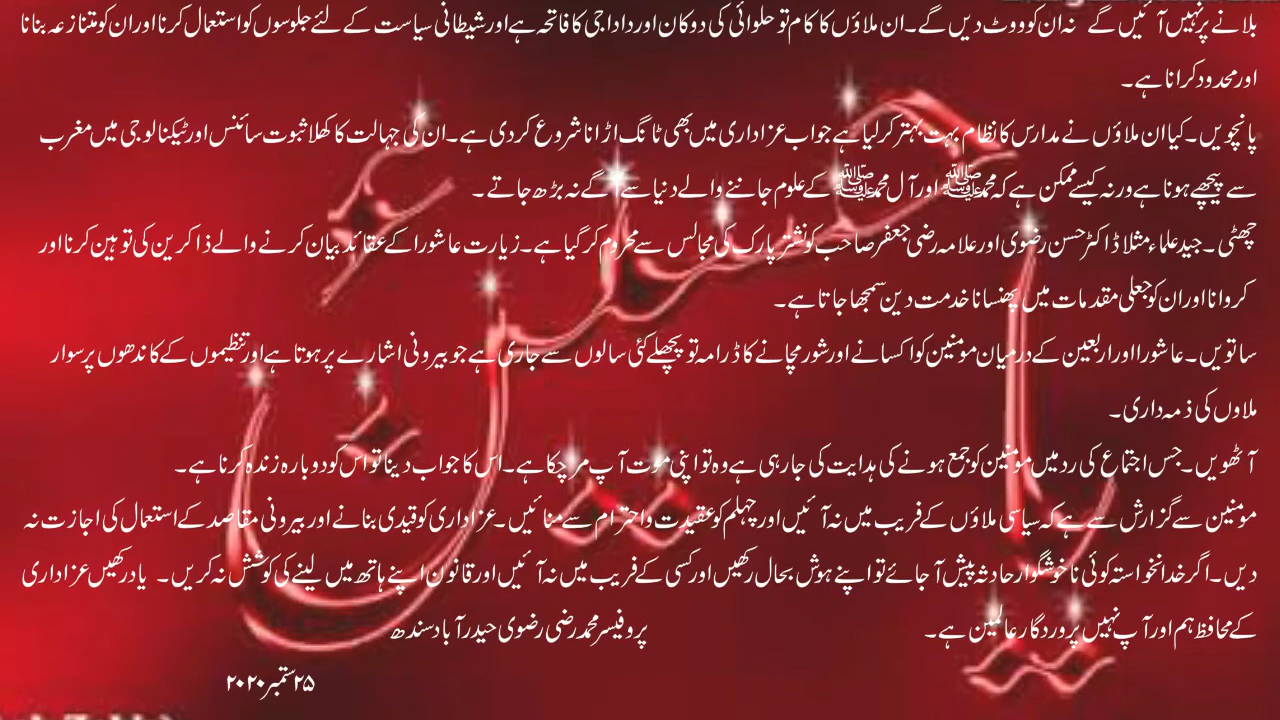 بلانے پر نہیں آئیں گے نہ ان کو ووٹ دیں گے۔ ان ملاؤں کا کام تو حلوائی کی دوکان اور داداجی کا فاتحہ ہے اور شیطانی سیاست کے لئے جلوسوں کو استعمال کرنا اور ان کو متنازعہ بنانا
اور محدود کرانا ہے۔
پانچویں۔ کیا ان ملاؤں نے مدارس کا نظام بہت بہتر کرلیا ہے جو اب عزاداری میں بھی ٹانگ اڑانا شروع کردی ہے۔ ان کی جہالت کا کھلا ثبوت سائنس اور ٹیکنالوجی میں مغرب
سے پیچھے ہونا ہے ورنہ کیسے ممکن ہے کہ محمدﷺ اور آل محمدﷺ کے علوم جاننے والے دنیا سے آگے نہ بڑھ جاتے۔
چھٹی۔ جید علماء مثلا ڈاکٹر حسن رضوی اور علامہ رضی جعفر صاحب کو نشتر پارک کی مجالس سے محروم کر گیا ہے۔ زیارت عاشورا کے عقائد بیان کرنے والے ذاکرین کی توہین کرنا اور
کروانا اور ان کو جعلی مقدمات میں پھنسانا خدمت دین سمجھا جاتا ہے۔
ساتویں۔ عاشورا اور اربعین کے درمیان مومنین کو اکسانے اور شور مچانے کا ڈرامہ تو پچھلے کئی سالوں سے جاری ہے جو بیرونی اشارے پر ہوتا ہے اور تنظیموں کے کاندھوں پر سوار
ملاوں کی ذمہ داری۔
آٹھویں۔ جس اجتماع کی رد میں مومنین کو جمع ہونے کی ہدایت کی جارہی ہے وہ تو اپنی موت آپ مر چکا ہے۔ اس کا جواب دینا تو اس کو دوبارہ زندہ کرنا ہے۔
مومنین سے گزارش سے ہے کہ سیاسی ملاؤں کے فریب میں نہ آئیں اور چہلم کو عقیدت و احترام سے منائیں۔ عزاداری کو قیدی بنانے اور بیرونی مقاصد کے استعمال کی اجازت نہ
دیں۔ اگر خدانخواستہ کوئی ناخوشگوار حادثہ پیش آجائے تو اپنے ہوش بحال رکھیں اور کسی کے فریب میں نہ آئیں اور قانون اپنے ہاتھ میں لینے کی کوشش نہ کریں۔ یاد رکھیں عزاداری
کے محافظ ہم اور آپ نہیں پروردگار عالمین ہے۔ پروفیسر محمد رضی رضوی حیدرآباد سندھ
۲۵ ستمبر ۲۰۲۰
یا حسین